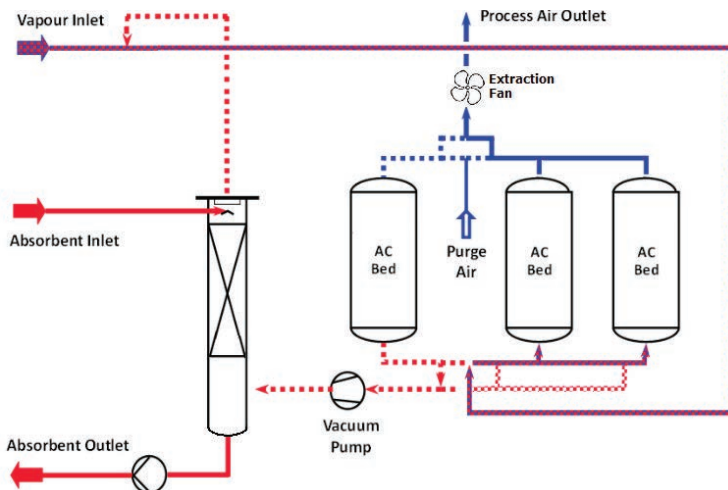 Vapour Inlet
Process Air Outlet
Extraction
Fan
Absorbent Inlet
AC
Bed
Purge
Air
AC
Bed
AC
Bed
Vacuum
Pump
Absorbent Outlet